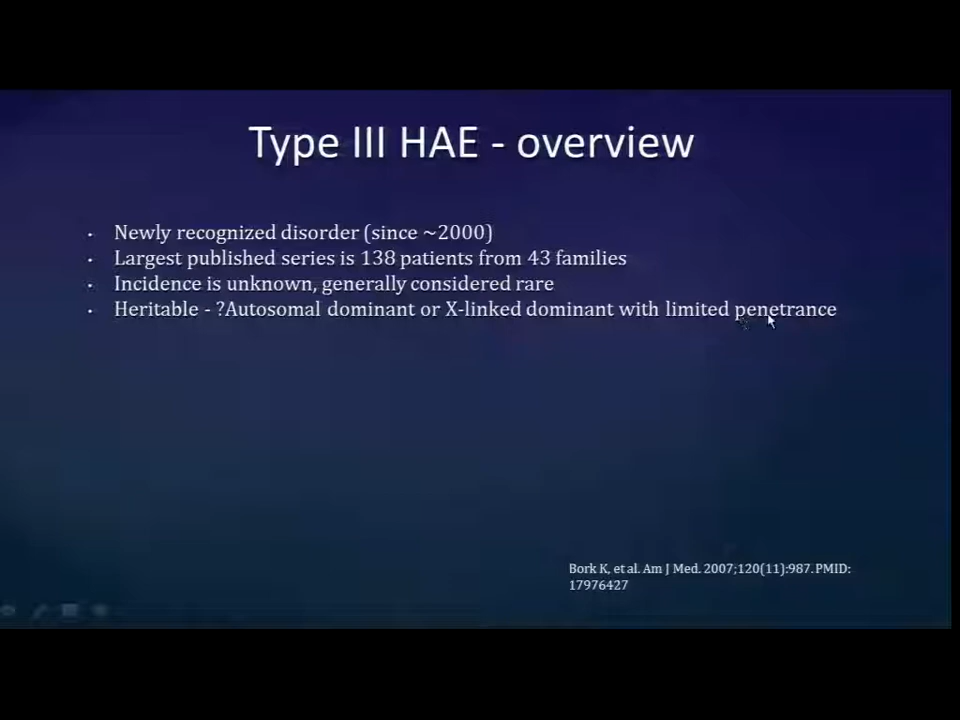 Type III HAE - overview
• Newly recognized disorder (since ~2000)
• Largest published series is 138 patients from 43 families
• Incidence is unknown, generally considered rare
• Heritable - ?Autosomal dominant or X-linked dominant with limited penetrance
Bork K, et al. Am J Med. 2007;120(11):987. PMID:
17976427